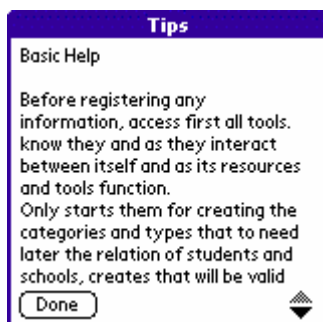 Tips
Basic Help
Before registering any
information, access first all tools.
know they and as they interact
between itself and as its resources
and tools function.
Only starts them for creating the
categories and types that to need
later the relation of students and
schools, creates that will be valid
Done